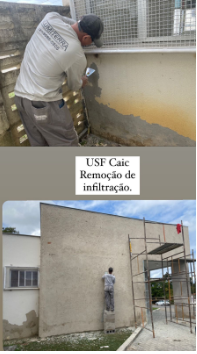 USF Caic
Remoção de
infiltração.